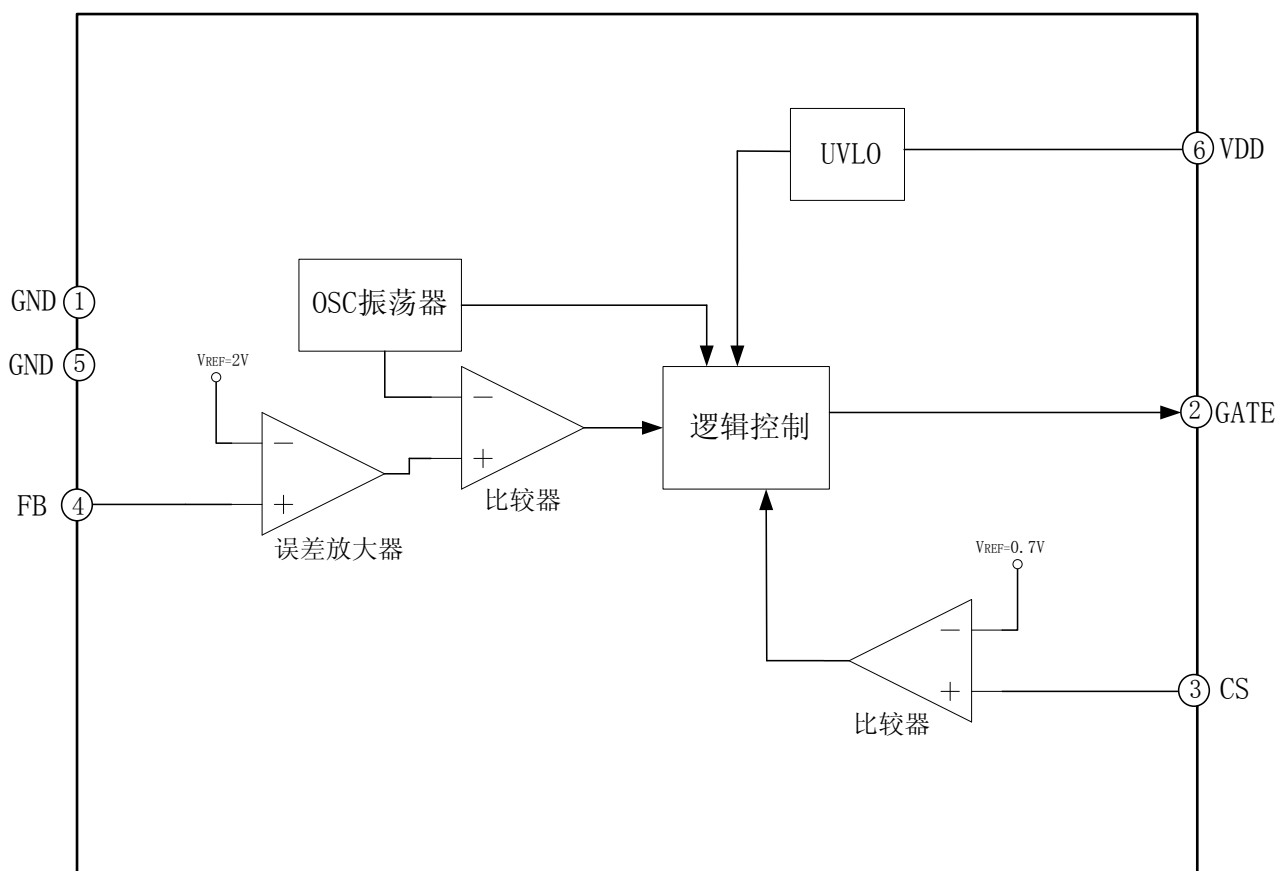 UVLO
⑥ VDD
OSC振荡器
GND ①
GND ⑤
VREF=2V
−
−
逻辑控制
② GATE
+
FB ④
+
比较器
误差放大器
VREF=0.7V
−
+
③ CS
比较器